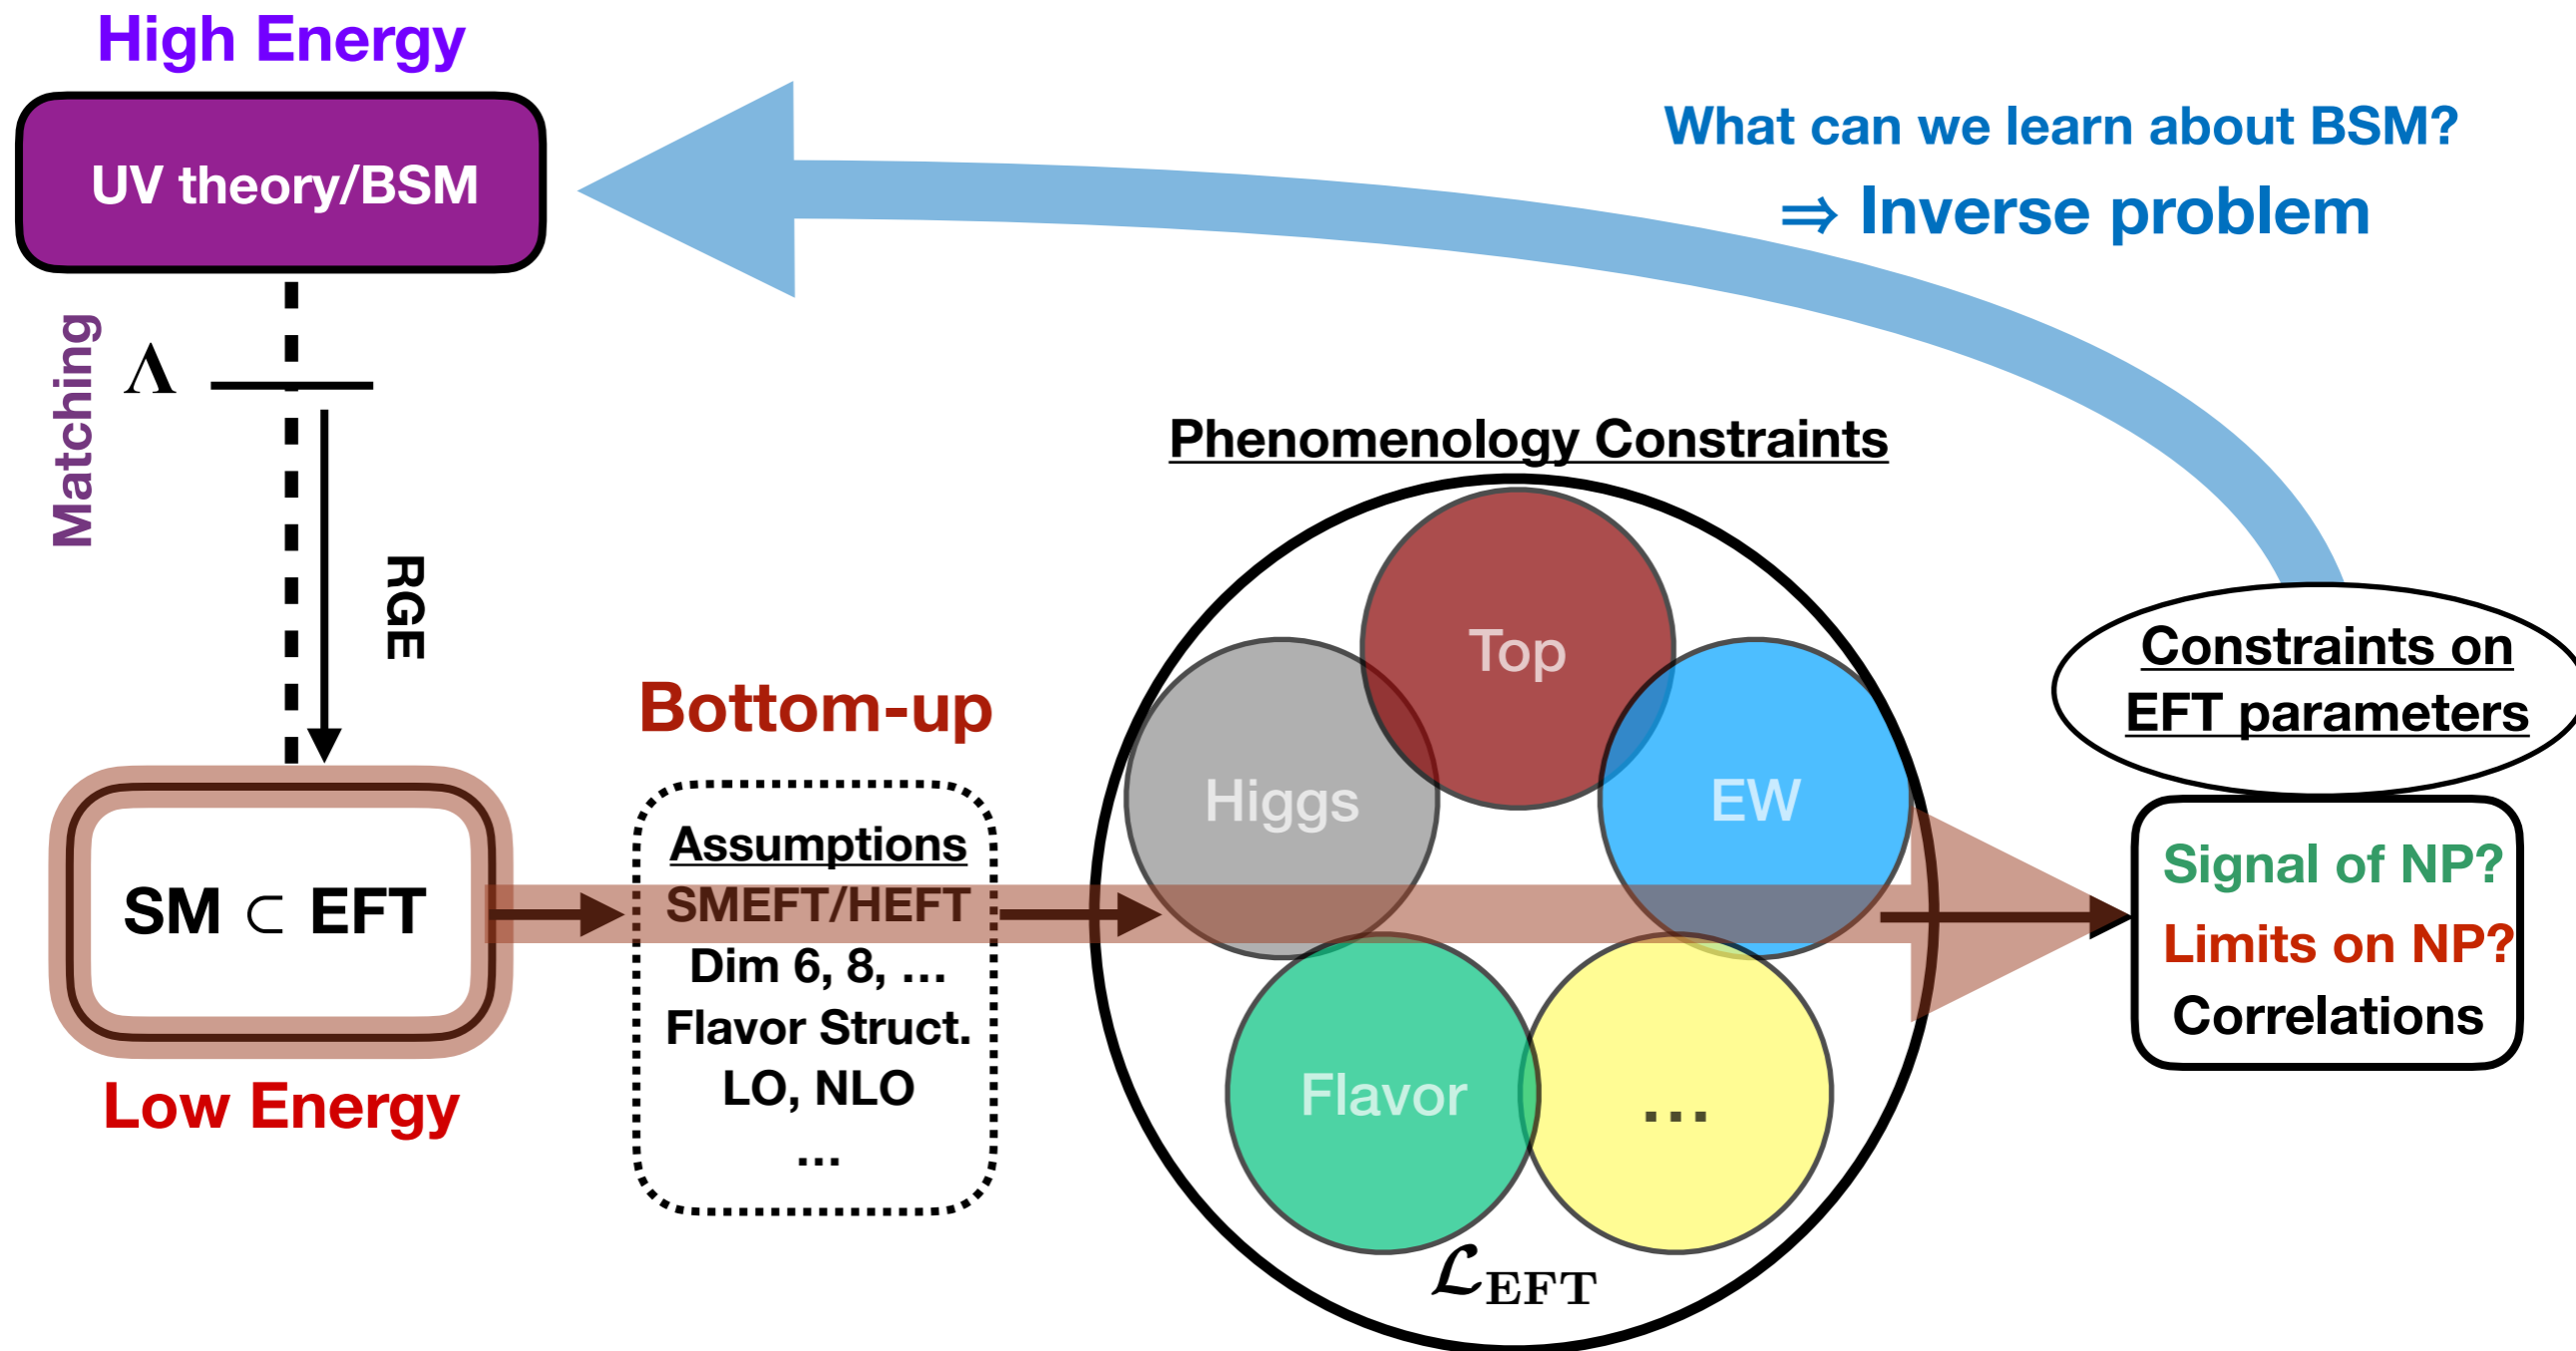 High Energy
UV theory/BSM
What can we learn about BSM?
⇒ Inverse problem
Matching
Λ
RGE
Phenomenology Constraints
Top
Higgs
EW
Flavor
...
ℒ_EFT
Bottom-up
Assumptions
SMEFT/HEFT
Dim 6, 8, ...
Flavor Struct.
LO, NLO
...
SM ⊂ EFT
Low Energy
Constraints on
EFT parameters
Signal of NP?
Limits on NP?
Correlations